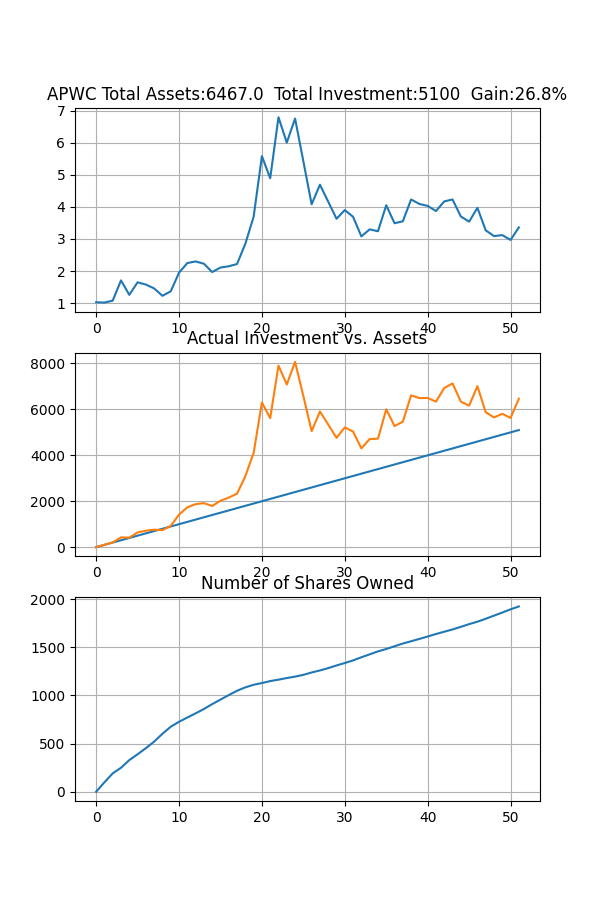 APWC Total Assets:6467.0  Total Investment:5100  Gain:26.8%
7
6
5
4
3
2
1
0 10 20 30 40 50
Actual Investment vs. Assets
8000
6000
4000
2000
0
0 10 20 30 40 50
Number of Shares Owned
2000
1500
1000
500
0
0 10 20 30 40 50